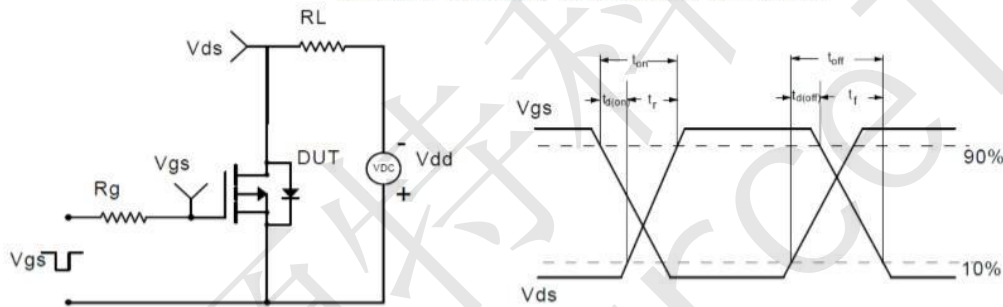 RL
Vds
ton
toff
td(on)
tr
td(off)
tf
Vgs
90%
DUT
Vgs
VDC
-
Vdd
+
Rg
Vgs
10%
Vds